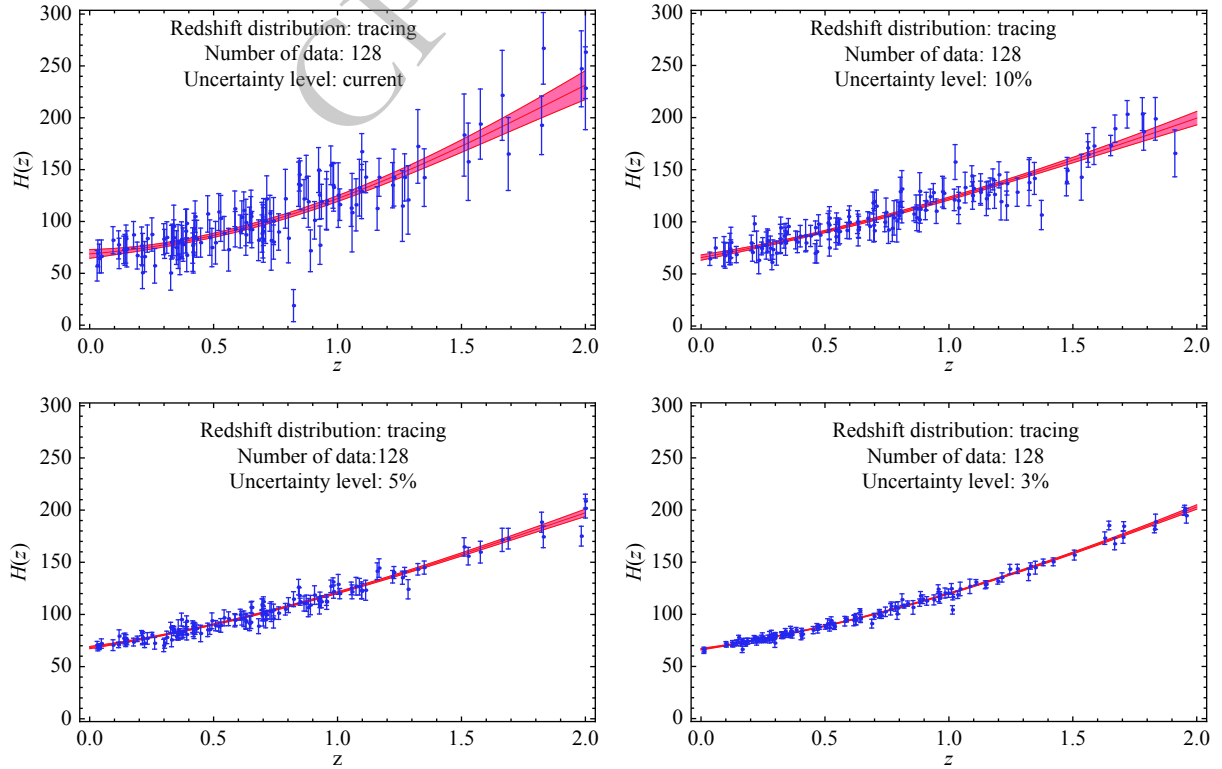 300
250
200
150
100
50
0
H(z)
Redshift distribution: tracing
Number of data: 128
Uncertainty level: current
0.0 0.5 1.0 1.5 2.0
z
300
250
200
150
100
50
0
H(z)
Redshift distribution: tracing
Number of data: 128
Uncertainty level: 10%
0.0 0.5 1.0 1.5 2.0
z
300
250
200
150
100
50
0
H(z)
Redshift distribution: tracing
Number of data:128
Uncertainty level: 5%
0.0 0.5 1.0 1.5 2.0
z
300
250
200
150
100
50
0
H(z)
Redshift distribution: tracing
Number of data: 128
Uncertainty level: 3%
0.0 0.5 1.0 1.5 2.0
z